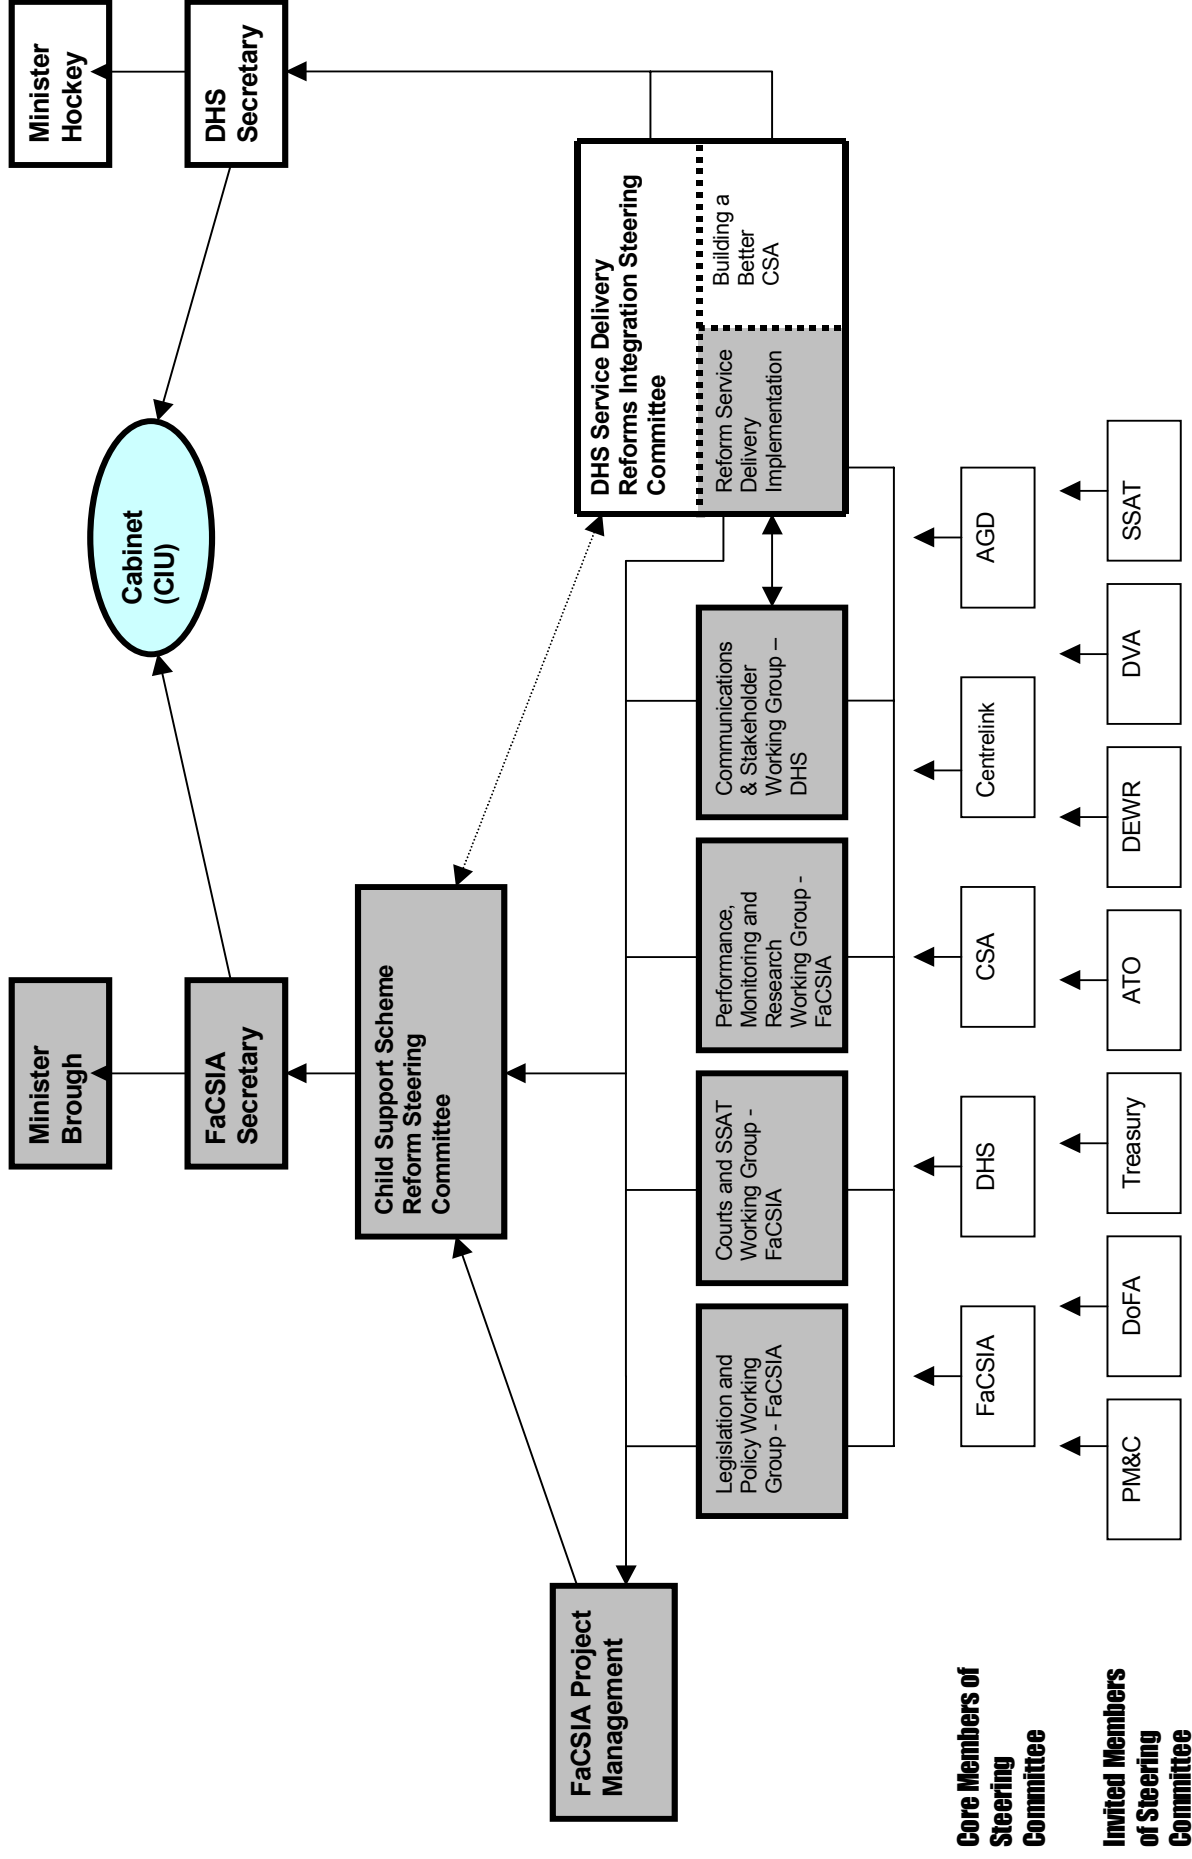 Minister
Brough
Minister
Hockey
FaCSIA
Secretary
Cabinet
(CIU)
DHS
Secretary
Child Support Scheme
Reform Steering
Committee
FaCSIA Project
Management
DHS Service Delivery
Reforms Integration Steering
Committee
Legislation and
Policy Working
Group - FaCSIA
Courts and SSAT
Working Group -
FaCSIA
Performance,
Monitoring and
Research
Working Group -
FaCSIA
Communications
& Stakeholder
Working Group –
DHS
Reform Service
Delivery
Implementation
Building a
Better
CSA
Core Members of
Steering
Committee
FaCSIA
DHS
CSA
Centrelink
AGD
Invited Members
of Steering
Committee
PM&C
DoFA
Treasury
ATO
DEWR
DVA
SSAT